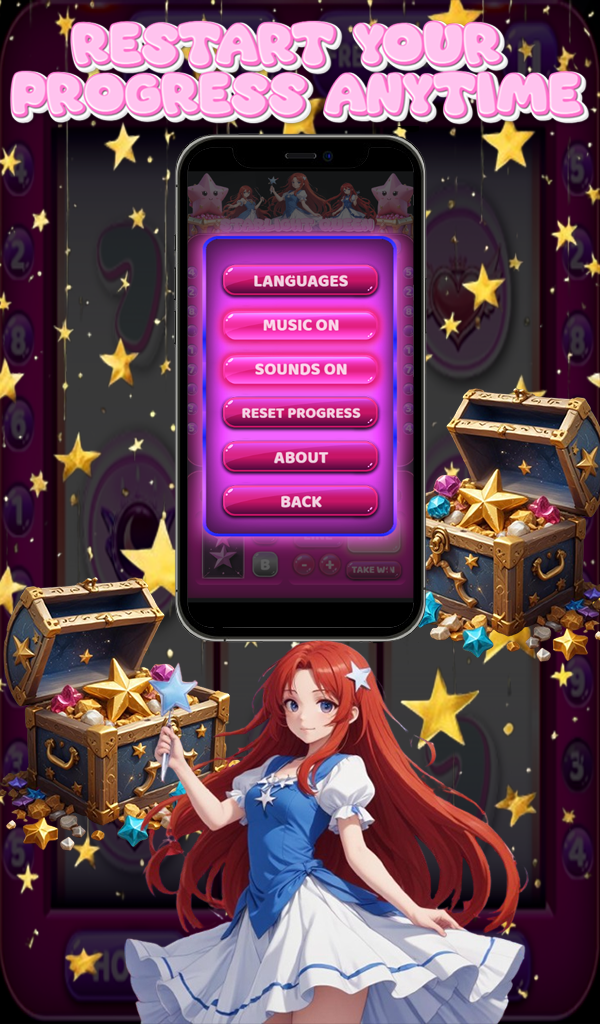 RESTART YOUR
PROGRESS ANYTIME
LANGUAGES
MUSIC ON
SOUNDS ON
RESET PROGRESS
ABOUT
BACK
B
- +
TAKE WIN